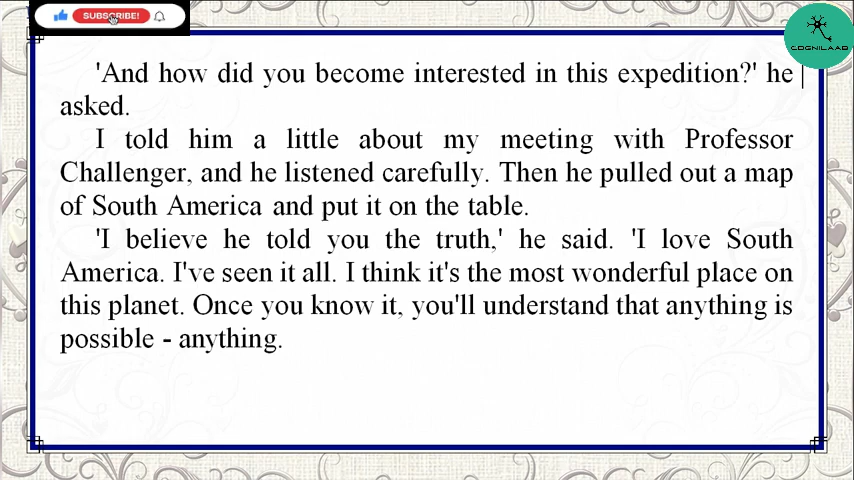 SUBSCRIBE!
COGNILAAB
'And how did you become interested in this expedition?' he
asked.
I told him a little about my meeting with Professor
Challenger, and he listened carefully. Then he pulled out a map
of South America and put it on the table.
'I believe he told you the truth,' he said. 'I love South
America. I've seen it all. I think it's the most wonderful place on
this planet. Once you know it, you'll understand that anything is
possible - anything.